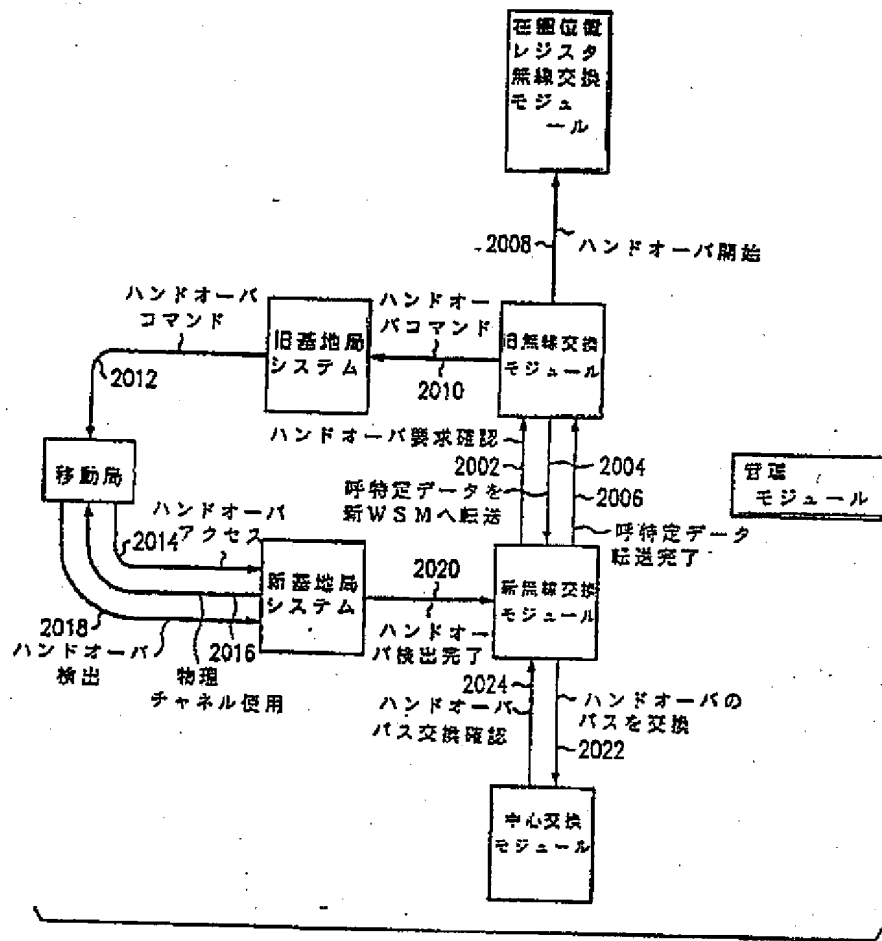 在圏位置
レジスタ
無線交換
モジュ
ール
2008
ハンドオーバ開始
ハンドオーバ
コマンド
2012
旧基地局
システム
ハンドオー
バコマンド
2010
旧無線交換
モジュール
ハンドオーバ要求確認
2002
2004
2006
呼特定データを
新WSMへ転送
呼特定データ
転送完了
管理
モジュール
移動局
ハンドオーバ
アクセス
2014
新基地局
システム
2020
ハンドオー
バ検出完了
新無線交換
モジュール
2018
ハンドオーバ
検出
2016
物理
チャネル使用
2024
ハンドオーバ
パス交換確認
ハンドオーバの
パスを交換
2022
中心交換
モジュール